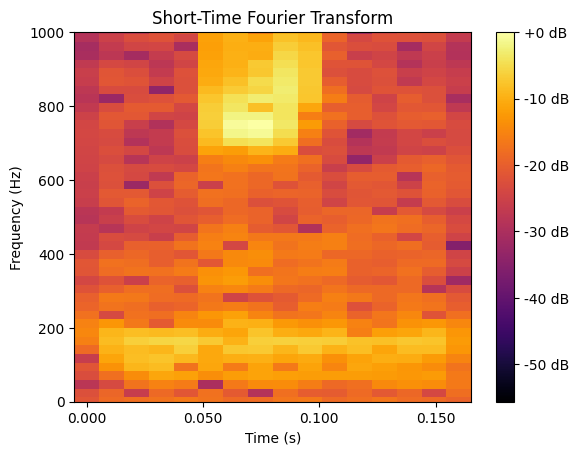 Short-Time Fourier Transform
1000
800
600
400
200
0
Frequency (Hz)
0.000
0.050
0.100
0.150
Time (s)
+0 dB
-10 dB
-20 dB
-30 dB
-40 dB
-50 dB